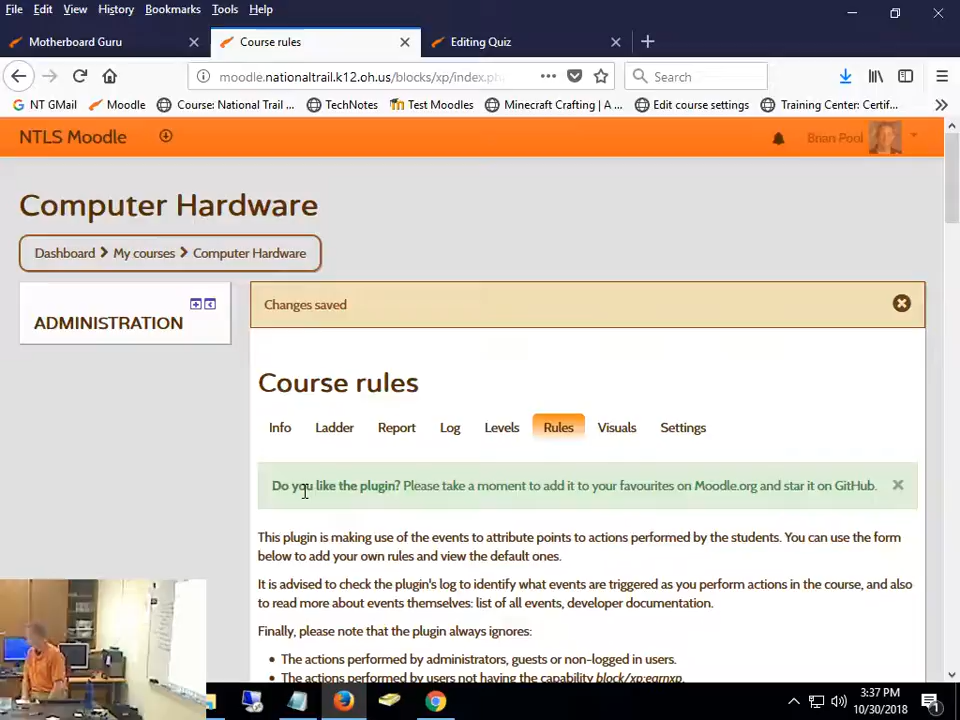 File Edit View History Bookmarks Tools Help
Motherboard Guru Course rules Editing Quiz
moodle.nationaltrail.k12.oh.us/blocks/xp/index.ph Search
NT GMail Moodle Course: National Trail ... TechNotes Test Moodles Minecraft Crafting | A ... Edit course settings Training Center: Certif...
NTLS Moodle Brian Pool
Computer Hardware
Dashboard My courses Computer Hardware
ADMINISTRATION
Changes saved
Course rules
Info Ladder Report Log Levels Rules Visuals Settings
Do you like the plugin? Please take a moment to add it to your favourites on Moodle.org and star it on GitHub.
This plugin is making use of the events to attribute points to actions performed by the students. You can use the form
below to add your own rules and view the default ones.
It is advised to check the plugin's log to identify what events are triggered as you perform actions in the course, and also
to read more about events themselves: list of all events, developer documentation.
Finally, please note that the plugin always ignores:
• The actions performed by administrators, guests or non-logged in users.
• The actions performed by users not having the capability block/xp:earnxp.
3:37 PM
10/30/2018